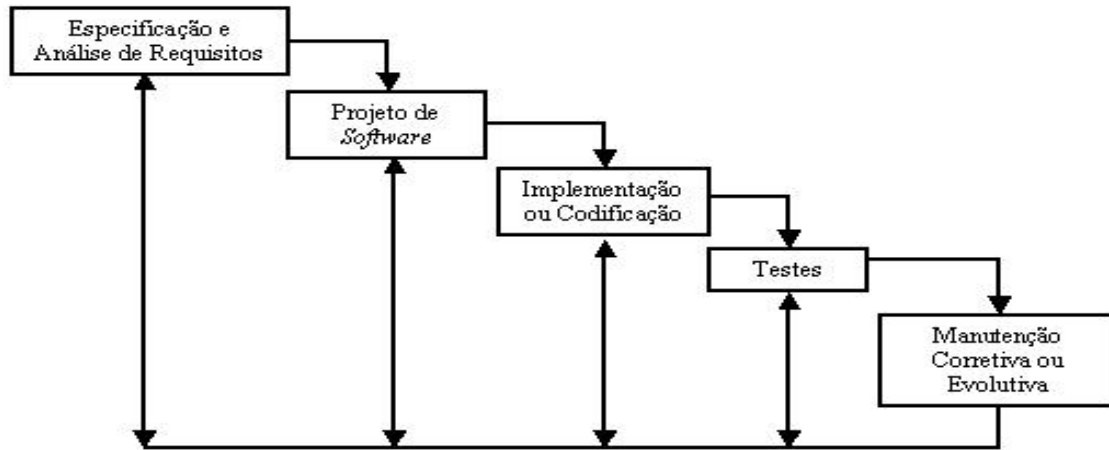 Especificação e
Análise de Requisitos
Projeto de
Software
Implementação
ou Codificação
Testes
Manutenção
Corretiva ou
Evolutiva